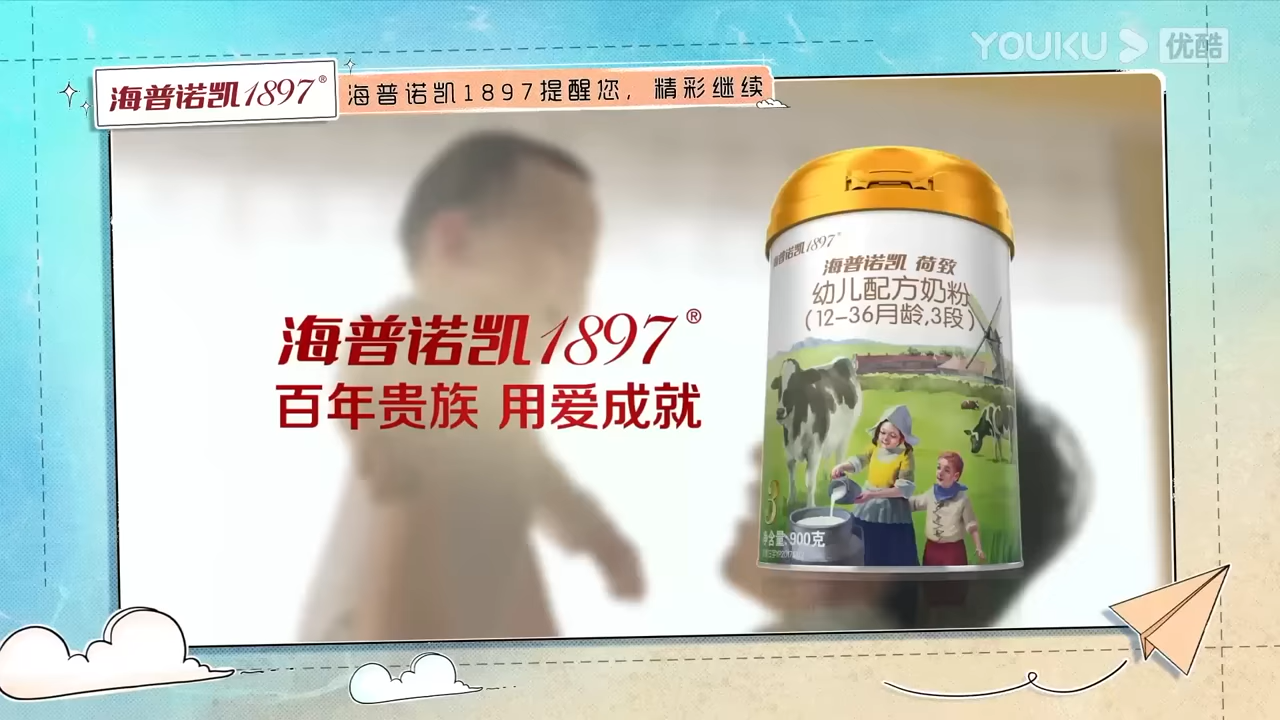 YOUKU 优酷
海普诺凯1897®
海普诺凯1897提醒您，精彩继续
海普诺凯1897®
百年贵族 用爱成就
海普诺凯1897®
海普诺凯 荷致
幼儿配方奶粉
(12-36月龄,3段)
3
净含量:900克